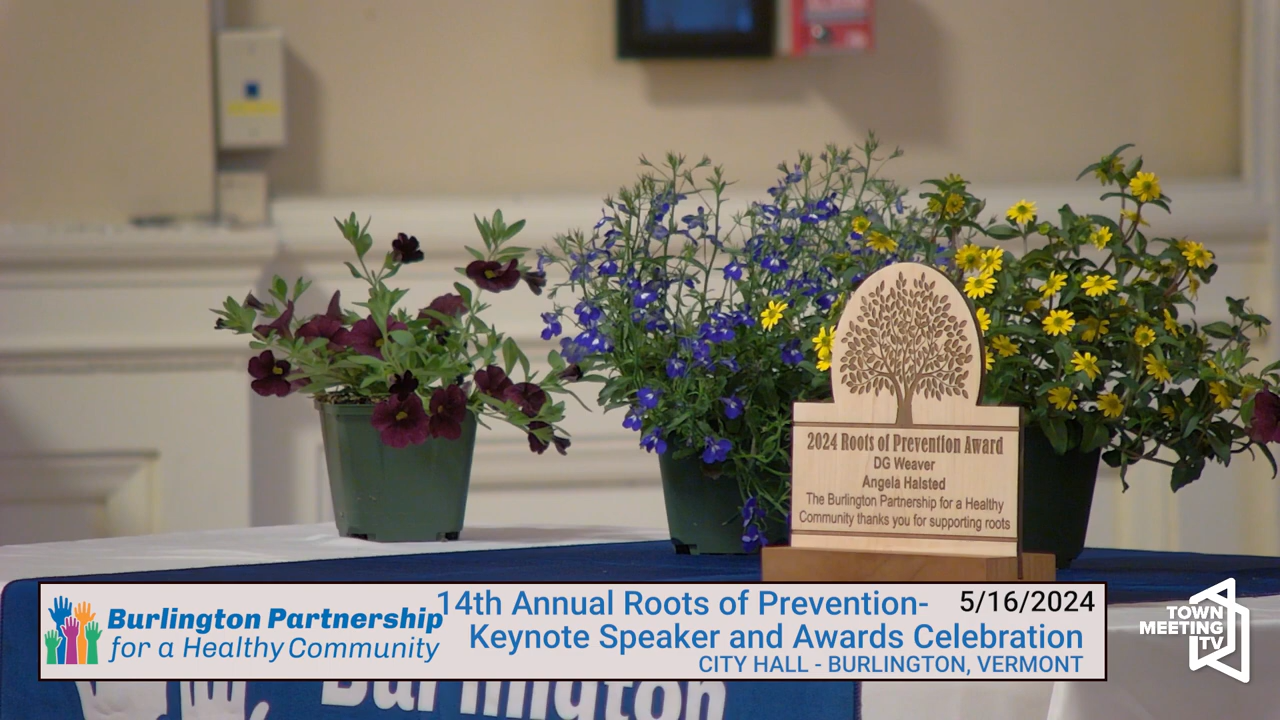 2024 Roots of Prevention Award
DG Weaver
Angela Halsted
The Burlington Partnership for a Healthy
Community thanks you for supporting roots
Burlington Partnership
for a Healthy Community
14th Annual Roots of Prevention-
Keynote Speaker and Awards Celebration
CITY HALL - BURLINGTON, VERMONT
5/16/2024
TOWN
MEETING
TV
Burlington